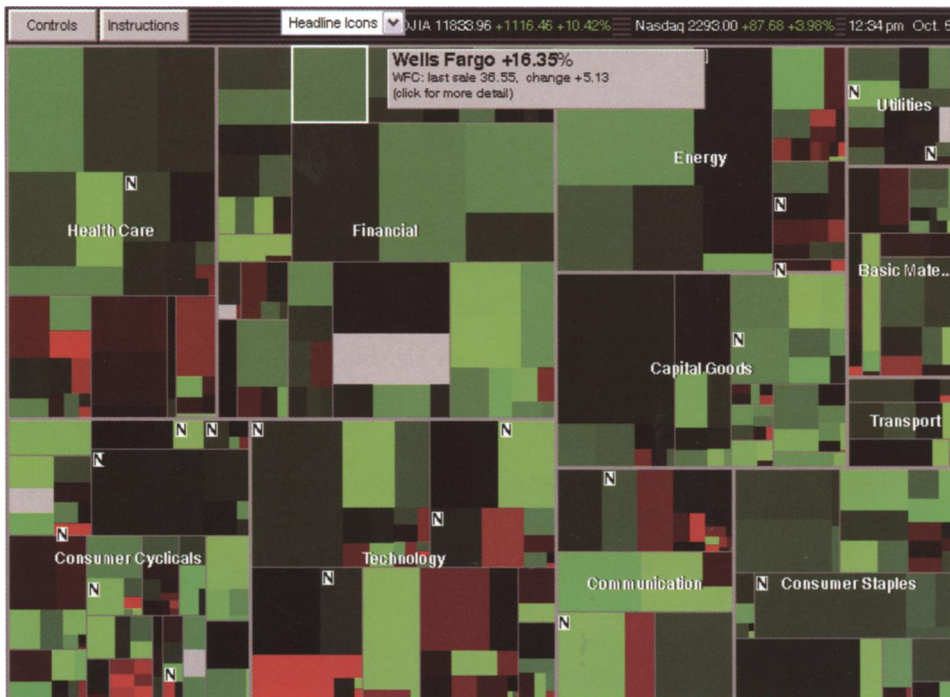 Controls
Instructions
Headline Icons
DJIA 11833.96 +1116.46 +10.42%
Nasdaq 2293.00 +87.68 +3.98%
12:34 pm Oct.
Wells Fargo +16.35%
WFC: last sale 36.55, change +5.13
(click for more detail)
Utilities
N
N
Energy
N
Health Care
Financial
N
N
Basic Mate...
N
Capital Goods
Transport
N
N
N
N
N
N
N
N
Consumer Cyclicals
Technology
N
N
Communication
N
Consumer Staples
N
N
N